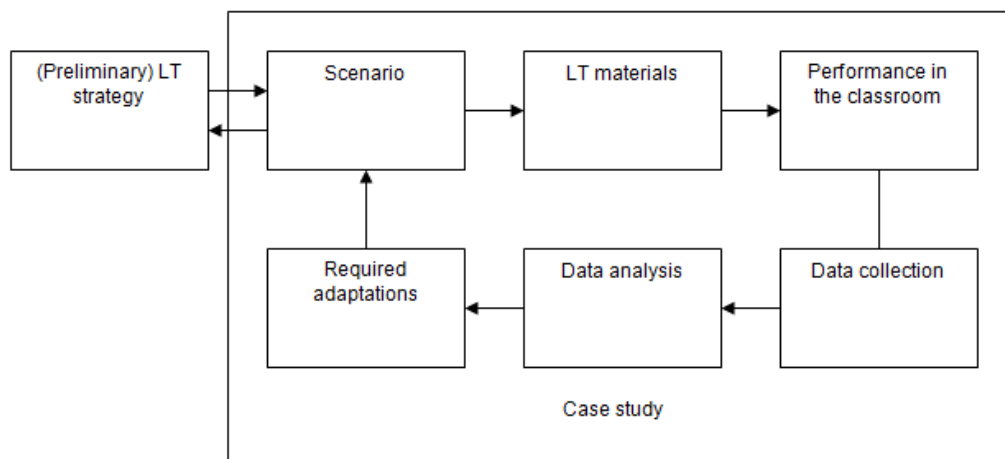 (Preliminary) LT
strategy
Scenario
LT materials
Performance in
the classroom
Required
adaptations
Data analysis
Data collection
Case study